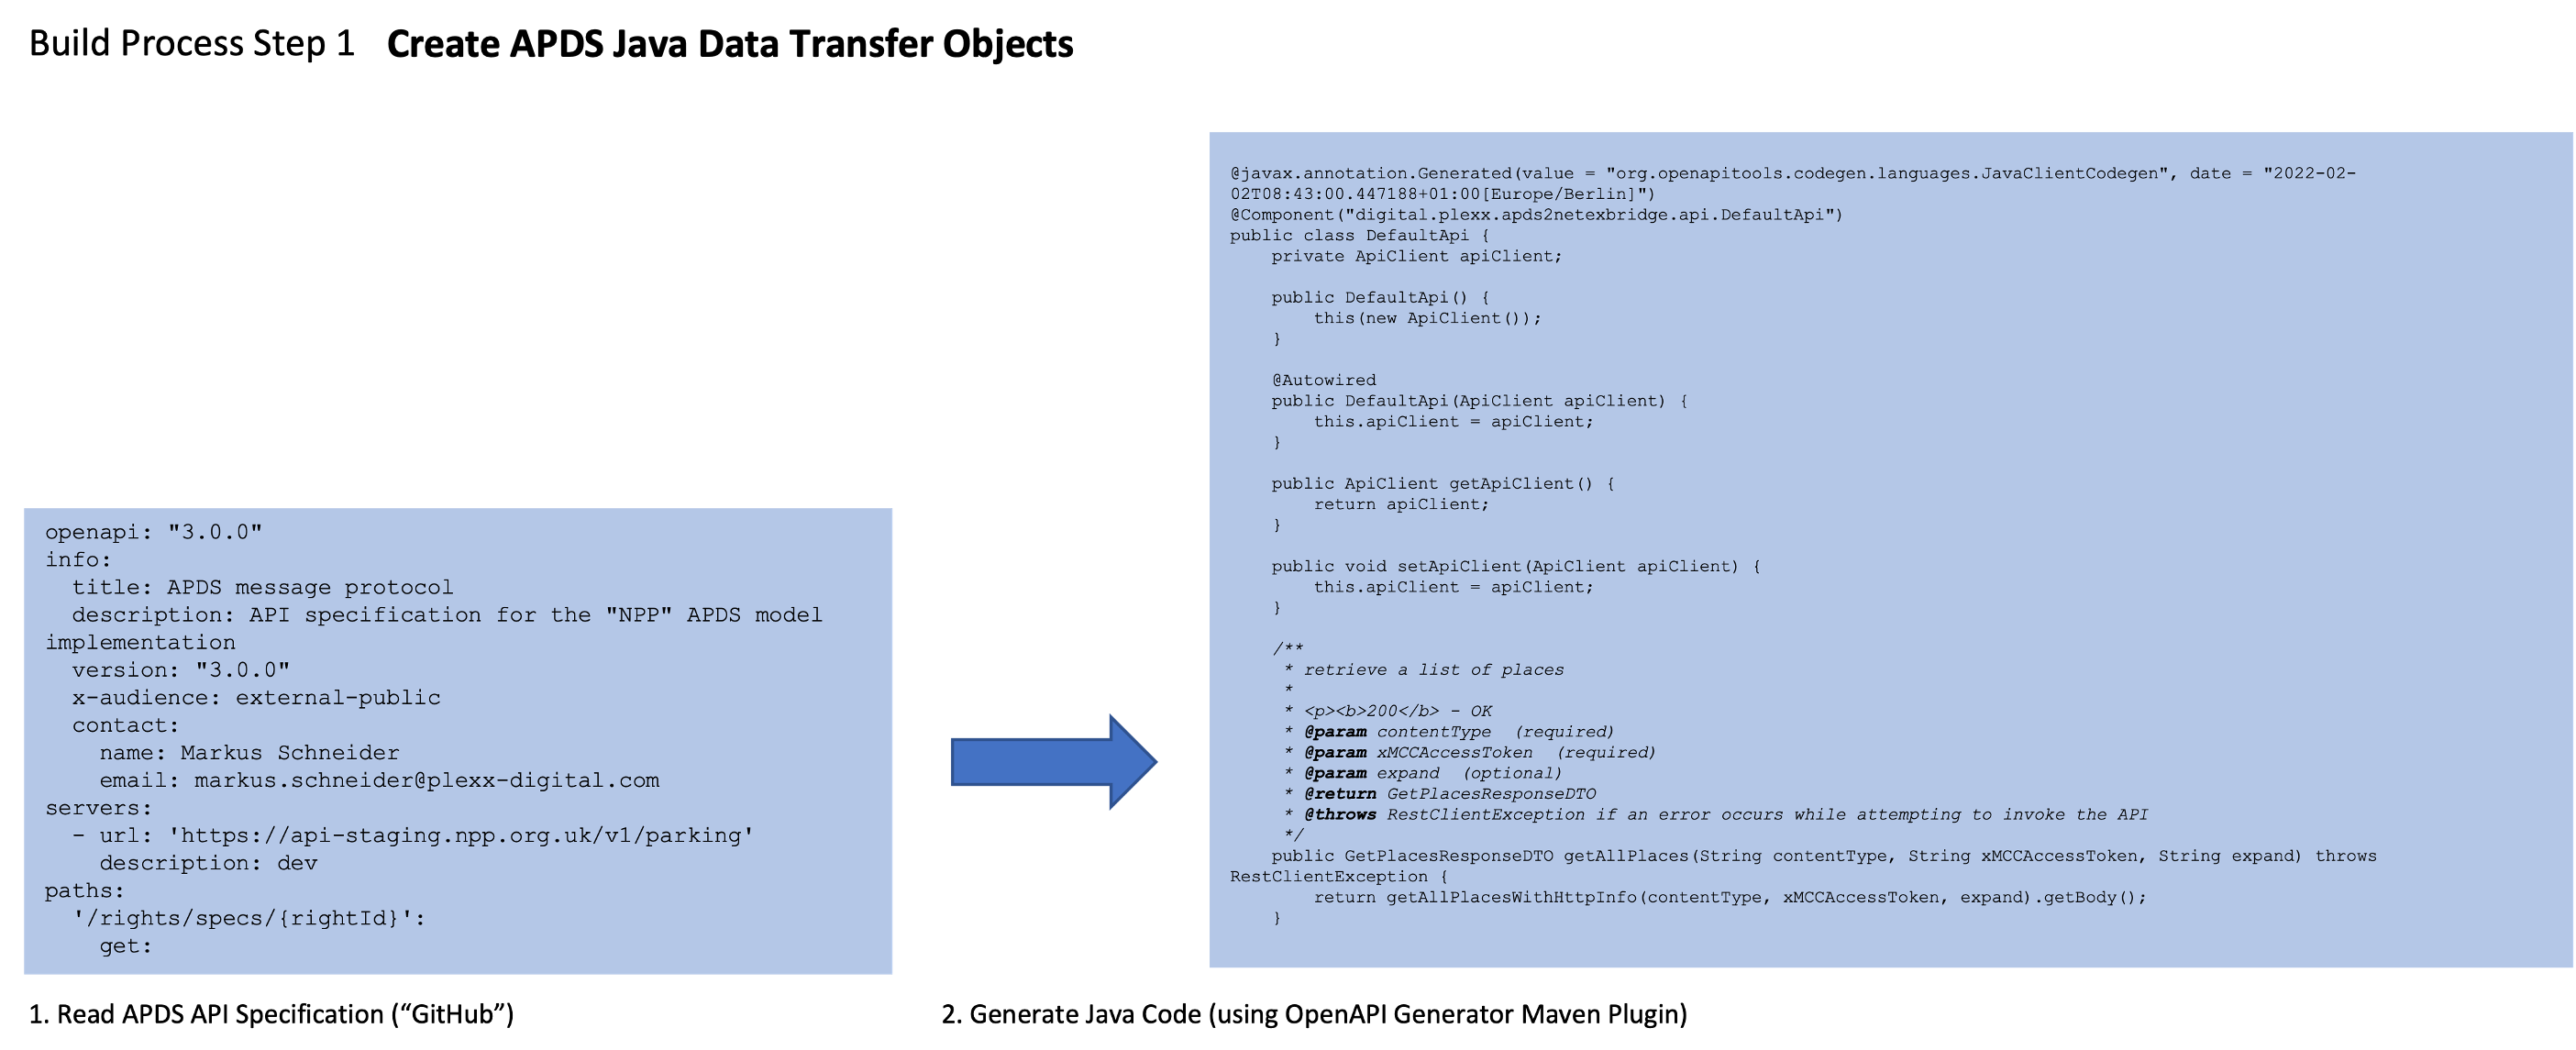 Build Process Step 1 Create APDS Java Data Transfer Objects
openapi: "3.0.0"
info:
  title: APDS message protocol
  description: API specification for the "NPP" APDS model
implementation
  version: "3.0.0"
  x-audience: external-public
  contact:
    name: Markus Schneider
    email: markus.schneider@plexx-digital.com
servers:
  - url: 'https://api-staging.npp.org.uk/v1/parking'
    description: dev
paths:
  '/rights/specs/{rightId}':
    get:
1. Read APDS API Specification (“GitHub”)
@javax.annotation.Generated(value = "org.openapitools.codegen.languages.JavaClientCodegen", date = "2022-02-
02T08:43:00.447188+01:00[Europe/Berlin]")
@Component("digital.plexx.apds2netexbridge.api.DefaultApi")
public class DefaultApi {
    private ApiClient apiClient;
    public DefaultApi() {
        this(new ApiClient());
    }
    @Autowired
    public DefaultApi(ApiClient apiClient) {
        this.apiClient = apiClient;
    }
    public ApiClient getApiClient() {
        return apiClient;
    }
    public void setApiClient(ApiClient apiClient) {
        this.apiClient = apiClient;
    }
    /**
     * retrieve a list of places
     *
     * <p><b>200</b> - OK
     * @param contentType  (required)
     * @param xMCCAccessToken  (required)
     * @param expand  (optional)
     * @return GetPlacesResponseDTO
     * @throws RestClientException if an error occurs while attempting to invoke the API
     */
    public GetPlacesResponseDTO getAllPlaces(String contentType, String xMCCAccessToken, String expand) throws
RestClientException {
        return getAllPlacesWithHttpInfo(contentType, xMCCAccessToken, expand).getBody();
    }
2. Generate Java Code (using OpenAPI Generator Maven Plugin)